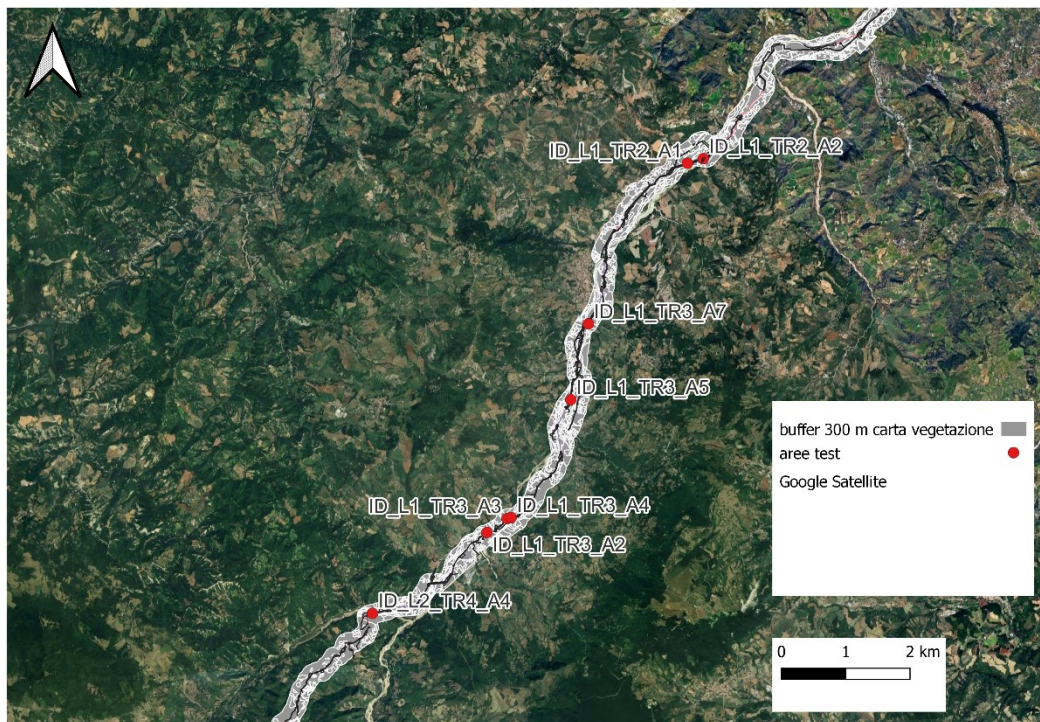 ID_L1_TR2_A1
ID_L1_TR2_A2
ID_L1_TR3_A7
ID_L1_TR3_A5
ID_L1_TR3_A3
ID_L1_TR3_A4
ID_L1_TR3_A2
ID_L2_TR4_A4
buffer 300 m carta vegetazione
aree test
Google Satellite
0 1 2 km